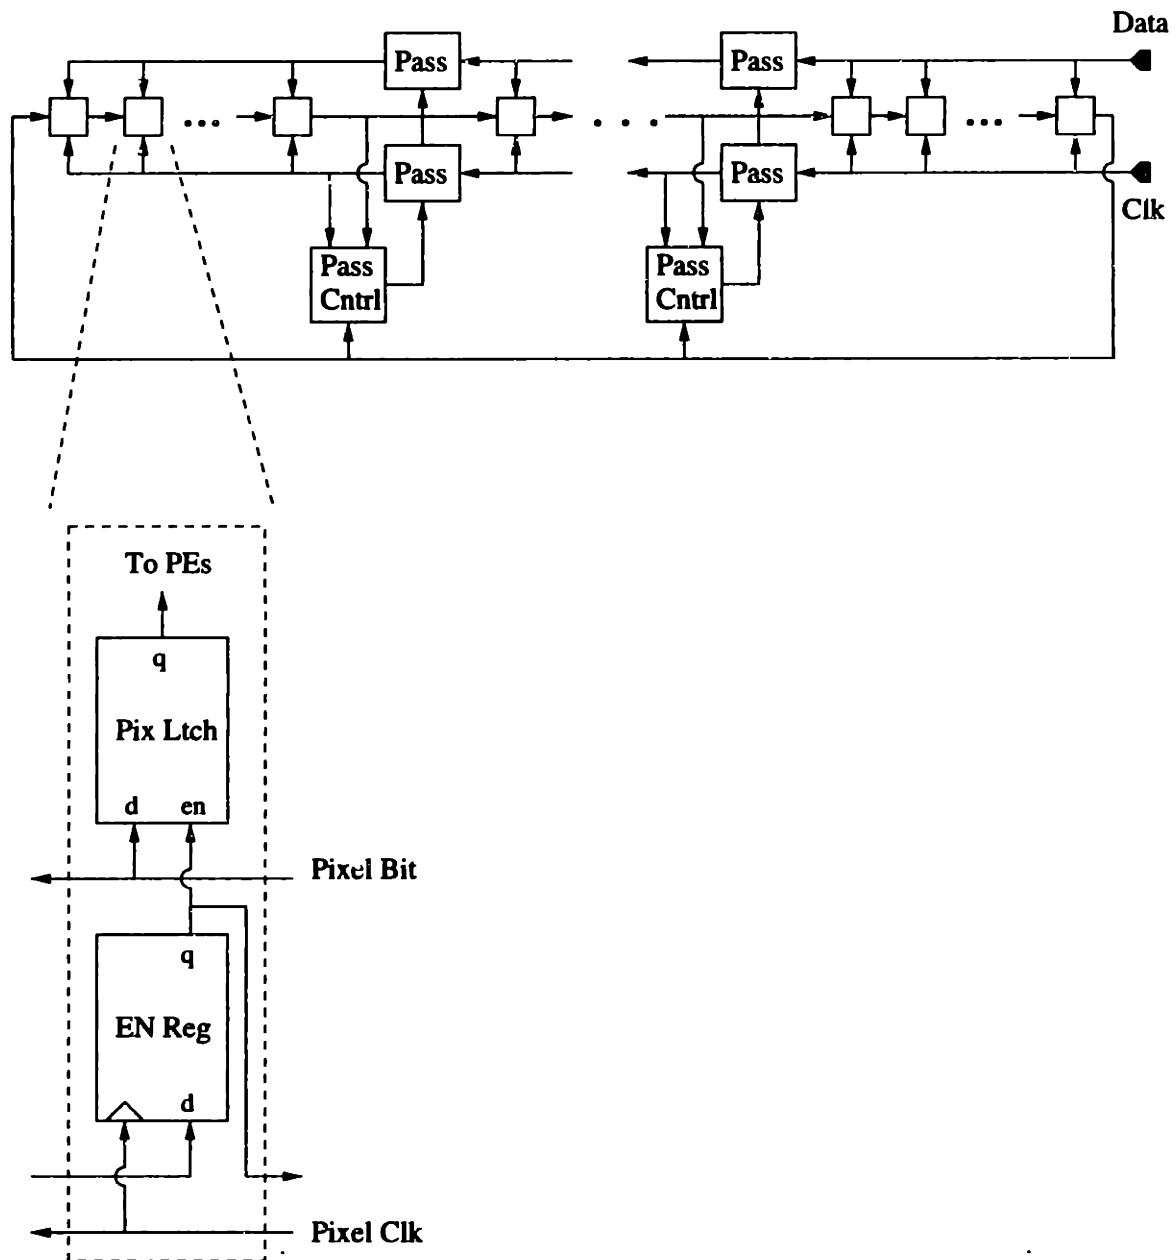 Data
Pass
Pass
Pass
Pass
Clk
Pass
Cntrl
Pass
Cntrl
To PEs
q
Pix Ltch
d en
Pixel Bit
q
EN Reg
d
Pixel Clk